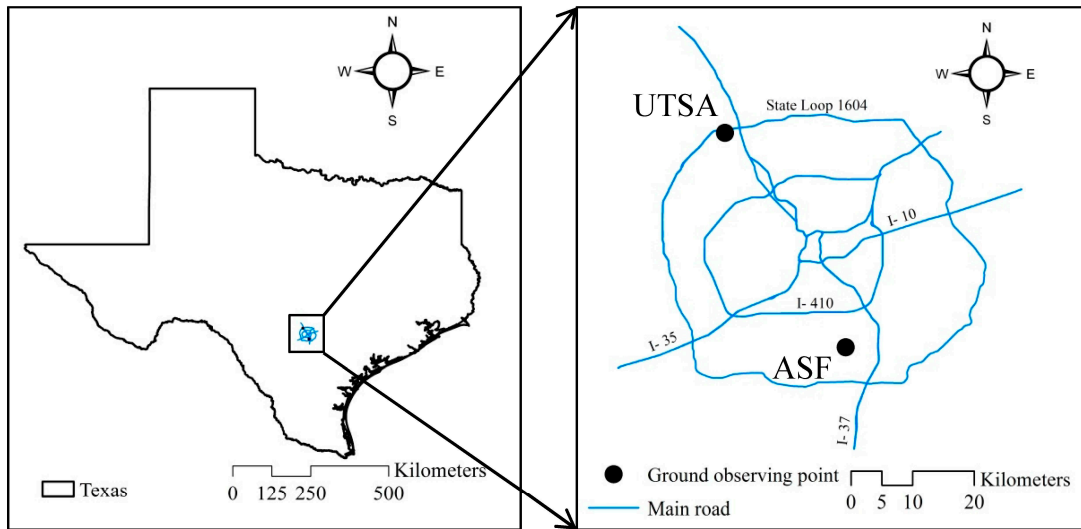 N
W E
S
Texas
Kilometers
0 125 250 500
N
W E
S
UTSA
State Loop 1604
I- 10
I- 410
I- 35
ASF
I- 37
Ground observing point
Main road
Kilometers
0 5 10 20